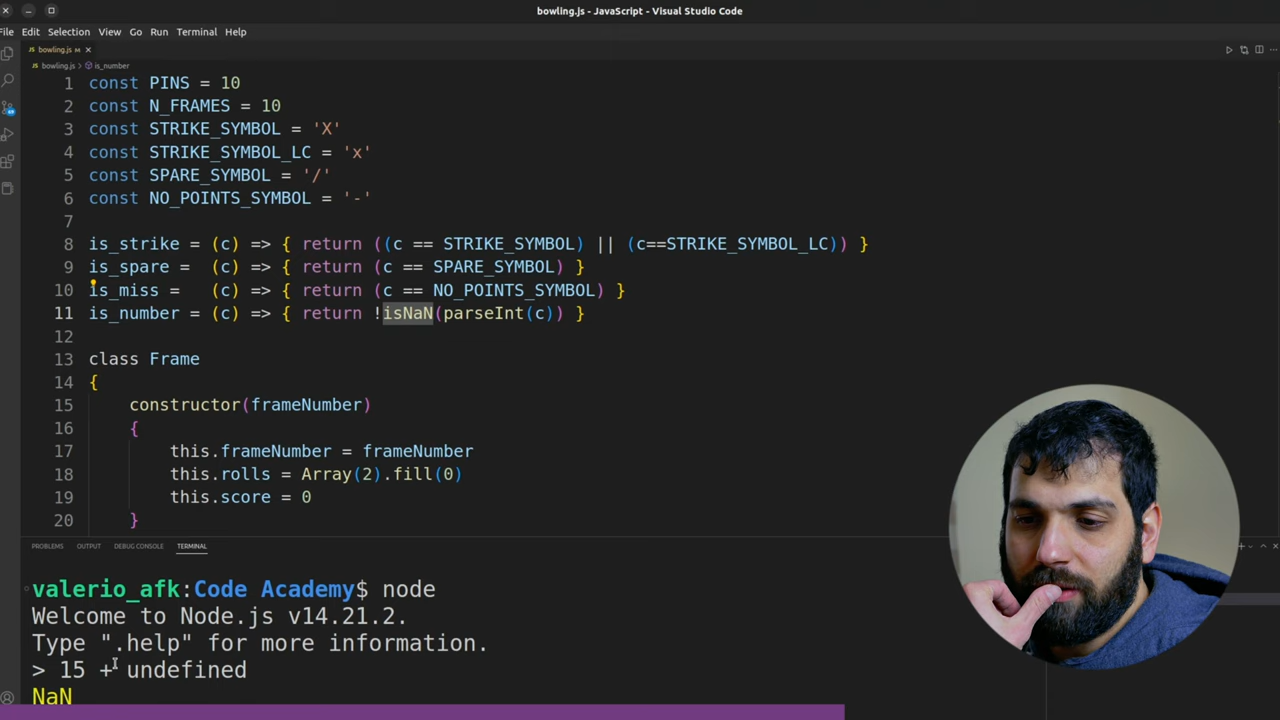 bowling.js - JavaScript - Visual Studio Code
File Edit Selection View Go Run Terminal Help
JS bowling.js M
JS bowling.js > is_number
1 const PINS = 10
2 const N_FRAMES = 10
3 const STRIKE_SYMBOL = 'X'
4 const STRIKE_SYMBOL_LC = 'x'
5 const SPARE_SYMBOL = '/'
6 const NO_POINTS_SYMBOL = '-'
7
8 is_strike = (c) => { return ((c == STRIKE_SYMBOL) || (c==STRIKE_SYMBOL_LC)) }
9 is_spare =  (c) => { return (c == SPARE_SYMBOL) }
10 is_miss =   (c) => { return (c == NO_POINTS_SYMBOL) }
11 is_number = (c) => { return !isNaN(parseInt(c)) }
12
13 class Frame
14 {
15     constructor(frameNumber)
16     {
17         this.frameNumber = frameNumber
18         this.rolls = Array(2).fill(0)
19         this.score = 0
20     }
PROBLEMS OUTPUT DEBUG CONSOLE TERMINAL
valerio_afk:Code Academy$ node
Welcome to Node.js v14.21.2.
Type ".help" for more information.
> 15 + undefined
NaN